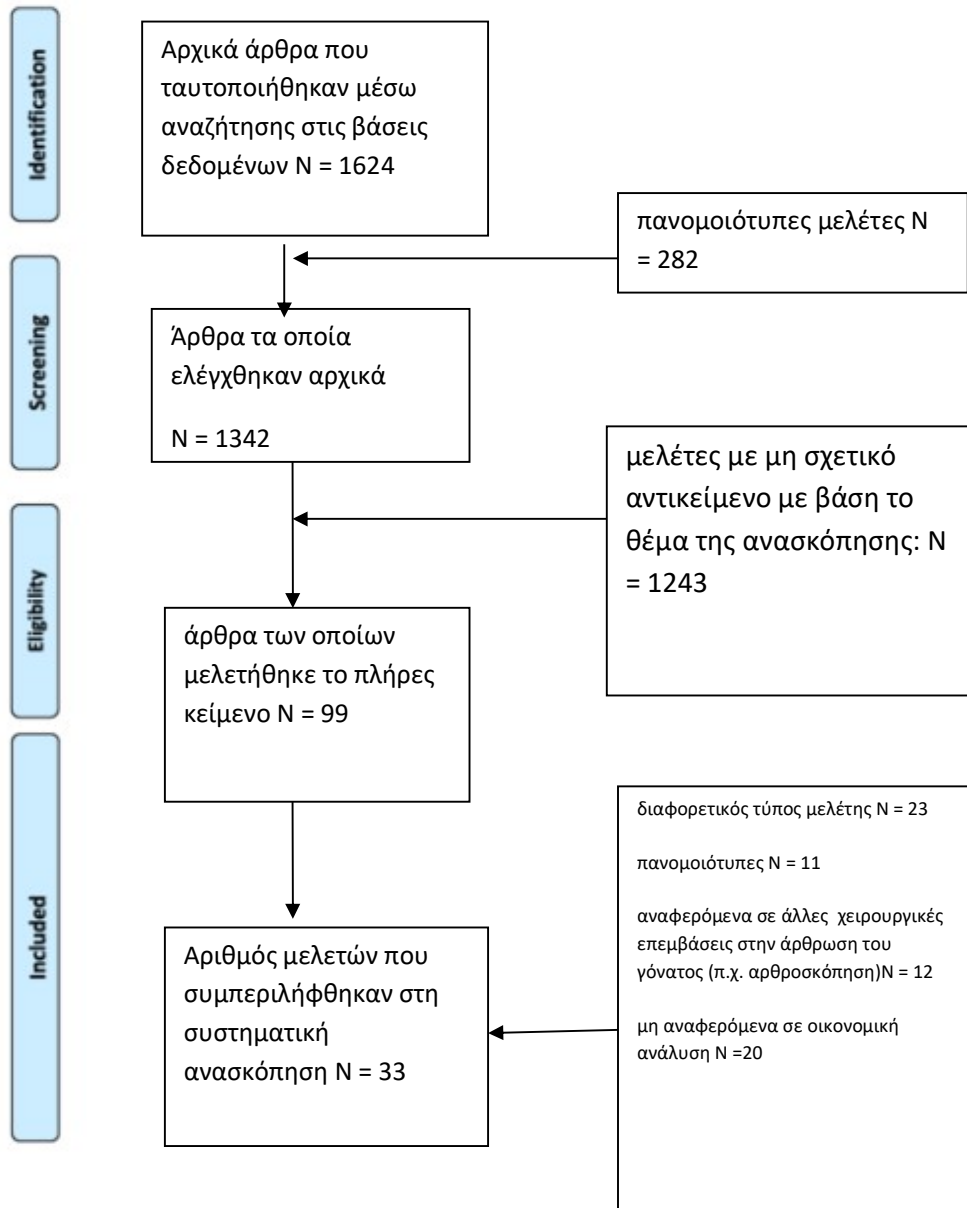 Identification
Αρχικά άρθρα που
ταυτοποιήθηκαν μέσω
αναζήτησης στις βάσεις
δεδομένων N = 1624
πανομοιότυπες μελέτες N
= 282
Screening
Άρθρα τα οποία
ελέγχθηκαν αρχικά
N = 1342
μελέτες με μη σχετικό
αντικείμενο με βάση το
θέμα της ανασκόπησης: N
= 1243
Eligibility
άρθρα των οποίων
μελετήθηκε το πλήρες
κείμενο N = 99
διαφορετικός τύπος μελέτης N = 23
πανομοιότυπες N = 11
αναφερόμενα σε άλλες χειρουργικές
επεμβάσεις στην άρθρωση του
γόνατος (π.χ. αρθροσκόπηση)N = 12
μη αναφερόμενα σε οικονομική
ανάλυση N =20
Included
Αριθμός μελετών που
συμπεριλήφθηκαν στη
συστηματική
ανασκόπηση N = 33